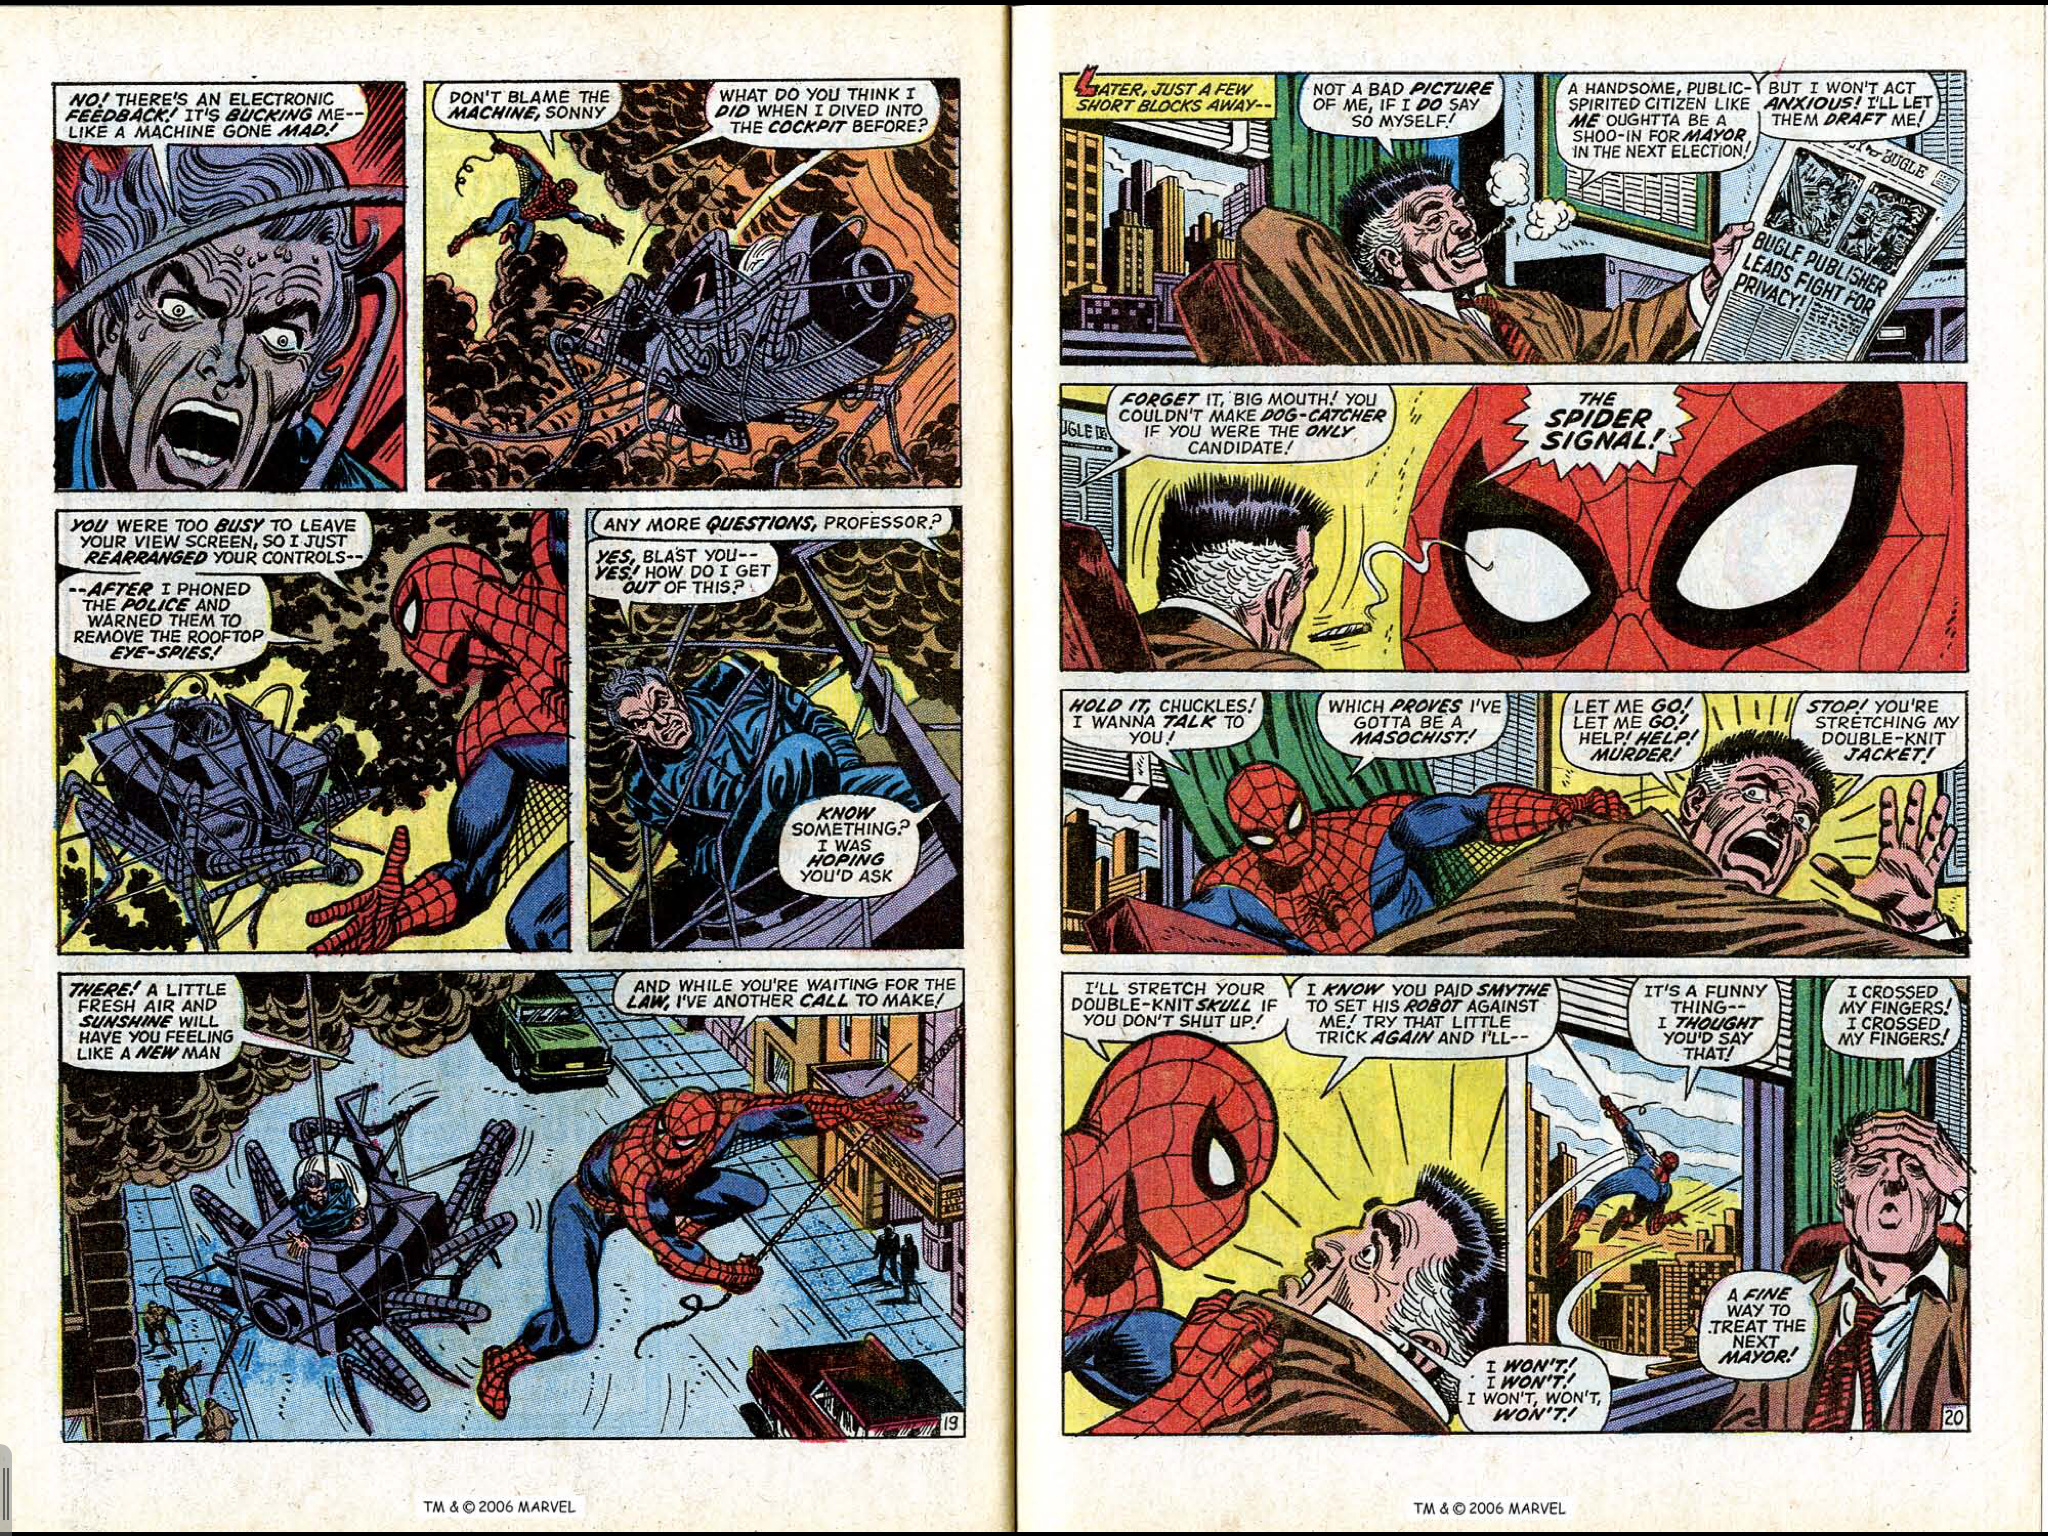 NO! THERE'S AN ELECTRONIC
FEEDBACK! IT'S BUCKING ME--
LIKE A MACHINE GONE MAD!
DON'T BLAME THE
MACHINE, SONNY
WHAT DO YOU THINK I
DID WHEN I DIVED INTO
THE COCKPIT BEFORE?
YOU WERE TOO BUSY TO LEAVE
YOUR VIEW SCREEN, SO I JUST
REARRANGED YOUR CONTROLS--
--AFTER I PHONED
THE POLICE AND
WARNED THEM TO
REMOVE THE ROOFTOP
EYE-SPIES!
ANY MORE QUESTIONS, PROFESSOR?
YES, BLAST YOU--
YES! HOW DO I GET
OUT OF THIS?
KNOW
SOMETHING?
I WAS
HOPING
YOU'D ASK
THERE! A LITTLE
FRESH AIR AND
SUNSHINE WILL
HAVE YOU FEELING
LIKE A NEW MAN
AND WHILE YOU'RE WAITING FOR THE
LAW, I'VE ANOTHER CALL TO MAKE!
19
TM & © 2006 MARVEL
LATER, JUST A FEW
SHORT BLOCKS AWAY--
NOT A BAD PICTURE
OF ME, IF I DO SAY
SO MYSELF!
A HANDSOME, PUBLIC-
SPIRITED CITIZEN LIKE
ME OUGHTTA BE A
SHOO-IN FOR MAYOR
IN THE NEXT ELECTION!
BUT I WON'T ACT
ANXIOUS! I'LL LET
THEM DRAFT ME!
BUGLE
BUGLE PUBLISHER
LEADS FIGHT FOR
PRIVACY!
FORGET IT, BIG MOUTH! YOU
COULDN'T MAKE DOG-CATCHER
IF YOU WERE THE ONLY
CANDIDATE!
THE
SPIDER
SIGNAL!
HOLD IT, CHUCKLES!
I WANNA TALK TO
YOU!
WHICH PROVES I'VE
GOTTA BE A
MASOCHIST!
LET ME GO!
LET ME GO!
HELP! HELP!
MURDER!
STOP! YOU'RE
STRETCHING MY
DOUBLE-KNIT
JACKET!
I'LL STRETCH YOUR
DOUBLE-KNIT SKULL IF
YOU DON'T SHUT UP!
I KNOW YOU PAID SMYTHE
TO SET HIS ROBOT AGAINST
ME! TRY THAT LITTLE
TRICK AGAIN AND I'LL--
I WON'T!
I WON'T!
I WON'T, WON'T,
WON'T!
IT'S A FUNNY
THING--
I THOUGHT
YOU'D SAY
THAT!
I CROSSED
MY FINGERS!
I CROSSED
MY FINGERS!
A FINE
WAY TO
TREAT THE
NEXT
MAYOR!
20
TM & © 2006 MARVEL